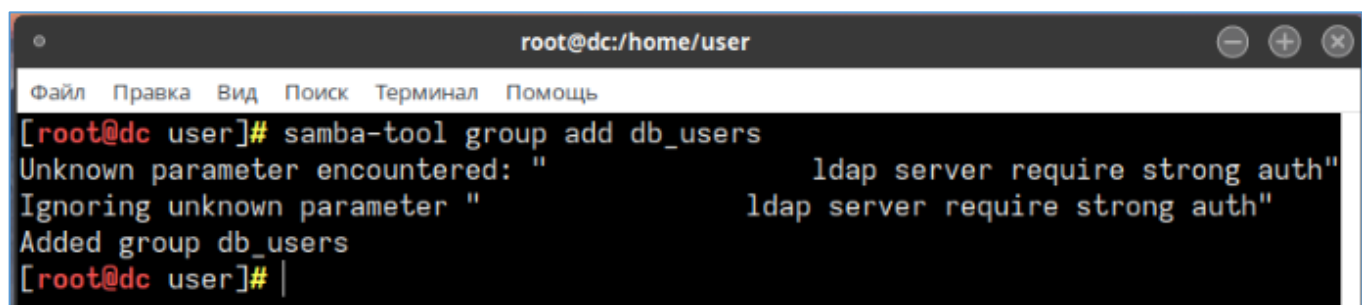 root@dc:/home/user
Файл Правка Вид Поиск Терминал Помощь
[root@dc user]# samba-tool group add db_users
Unknown parameter encountered: "                ldap server require strong auth"
Ignoring unknown parameter "                ldap server require strong auth"
Added group db_users
[root@dc user]#